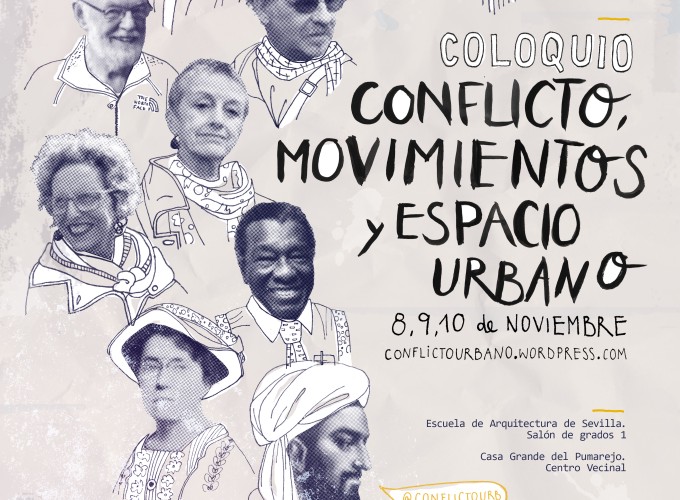 COLOQUIO
CONFLICTO,
MOVIMIENTOS
y ESPACIO
URBANO
8,9,10 de NOVIEMBRE
CONFLICTOURBANO.WORDPRESS.COM
THE
NORTH
FACE
Escuela de Arquitectura de Sevilla.
Salón de grados 1
Casa Grande del Pumarejo.
Centro Vecinal
@CONFLICTOURB